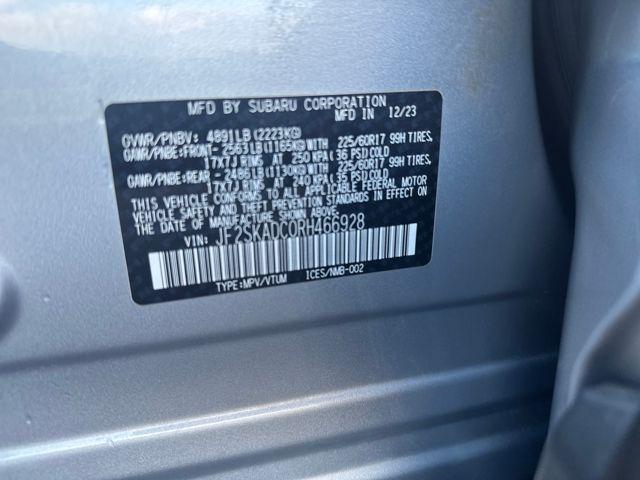 MFD BY SUBARU CORPORATION
MFD IN 12/23
GVWR/PNBV: 4891LB(2223KG)
GAWR/PNBE:FRONT-2563LB(1165KG)WITH 225/60R17 99H TIRES,
17X7J RIMS AT 250 KPA(36 PSI)COLD
GAWR/PNBE:REAR -2491LB(1130KG)WITH 225/60R17 99H TIRES,
17X7J RIMS AT 240 KPA(35 PSI)COLD
THIS VEHICLE CONFORMS TO ALL APPLICABLE FEDERAL MOTOR
VEHICLE SAFETY AND THEFT PREVENTION STANDARDS IN EFFECT ON
THE DATE OF MANUFACTURE SHOWN ABOVE.
VIN: JF2SKADC0RH466928
TYPE:MPV/VTUM ICES/NMB-002